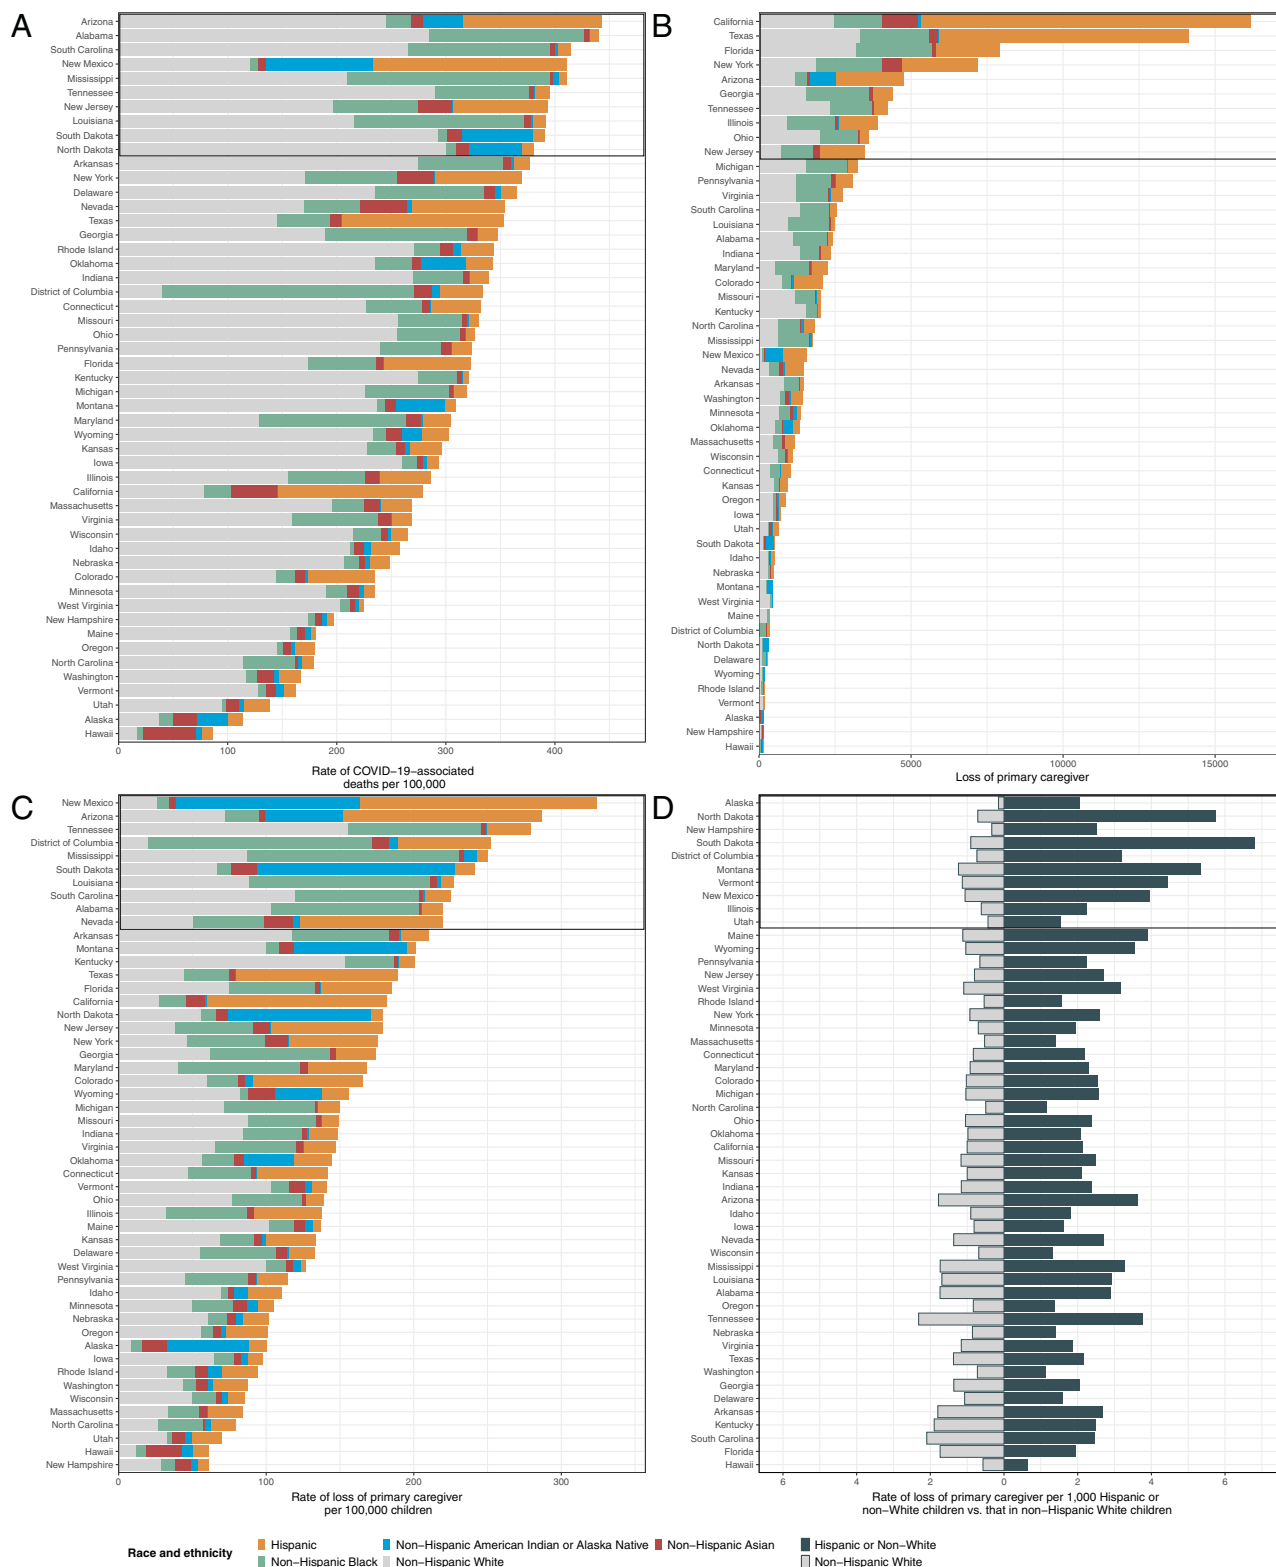 A
Arizona
Alabama
South Carolina
New Mexico
Mississippi
Tennessee
New Jersey
Louisiana
South Dakota
North Dakota
Arkansas
New York
Delaware
Nevada
Texas
Georgia
Rhode Island
Oklahoma
Indiana
District of Columbia
Connecticut
Missouri
Ohio
Pennsylvania
Florida
Kentucky
Michigan
Montana
Maryland
Wyoming
Kansas
Iowa
Illinois
California
Massachusetts
Virginia
Wisconsin
Idaho
Nebraska
Colorado
Minnesota
West Virginia
New Hampshire
Maine
Oregon
North Carolina
Washington
Vermont
Utah
Alaska
Hawaii
0 100 200 300 400
Rate of COVID−19−associated
deaths per 100,000
B
California
Texas
Florida
New York
Arizona
Georgia
Tennessee
Illinois
Ohio
New Jersey
Michigan
Pennsylvania
Virginia
South Carolina
Louisiana
Alabama
Indiana
Maryland
Colorado
Missouri
Kentucky
North Carolina
Mississippi
New Mexico
Nevada
Arkansas
Washington
Minnesota
Oklahoma
Massachusetts
Wisconsin
Connecticut
Kansas
Oregon
Iowa
Utah
South Dakota
Idaho
Nebraska
Montana
West Virginia
Maine
District of Columbia
North Dakota
Delaware
Wyoming
Rhode Island
Vermont
Alaska
New Hampshire
Hawaii
0 5000 10000 15000
Loss of primary caregiver
C
New Mexico
Arizona
Tennessee
District of Columbia
Mississippi
South Dakota
Louisiana
South Carolina
Alabama
Nevada
Arkansas
Montana
Kentucky
Texas
Florida
California
North Dakota
New Jersey
New York
Georgia
Maryland
Colorado
Wyoming
Michigan
Missouri
Indiana
Virginia
Oklahoma
Connecticut
Vermont
Ohio
Illinois
Maine
Kansas
Delaware
West Virginia
Pennsylvania
Idaho
Minnesota
Nebraska
Oregon
Alaska
Iowa
Rhode Island
Washington
Wisconsin
Massachusetts
North Carolina
Utah
Hawaii
New Hampshire
0 100 200 300
Rate of loss of primary caregiver
per 100,000 children
D
Alaska
North Dakota
New Hampshire
South Dakota
District of Columbia
Montana
Vermont
New Mexico
Illinois
Utah
Maine
Wyoming
Pennsylvania
New Jersey
West Virginia
Rhode Island
New York
Minnesota
Massachusetts
Connecticut
Maryland
Colorado
Michigan
North Carolina
Ohio
Oklahoma
California
Missouri
Kansas
Indiana
Arizona
Idaho
Iowa
Nevada
Wisconsin
Mississippi
Louisiana
Alabama
Oregon
Tennessee
Nebraska
Virginia
Texas
Washington
Georgia
Delaware
Arkansas
Kentucky
South Carolina
Florida
Hawaii
6 4 2 0 2 4 6
Rate of loss of primary caregiver per 1,000 Hispanic or
non−White children vs. that in non−Hispanic White children
Race and ethnicity
Hispanic Non−Hispanic American Indian or Alaska Native Non−Hispanic Asian Hispanic or Non−White
Non−Hispanic Black Non−Hispanic White Non−Hispanic White